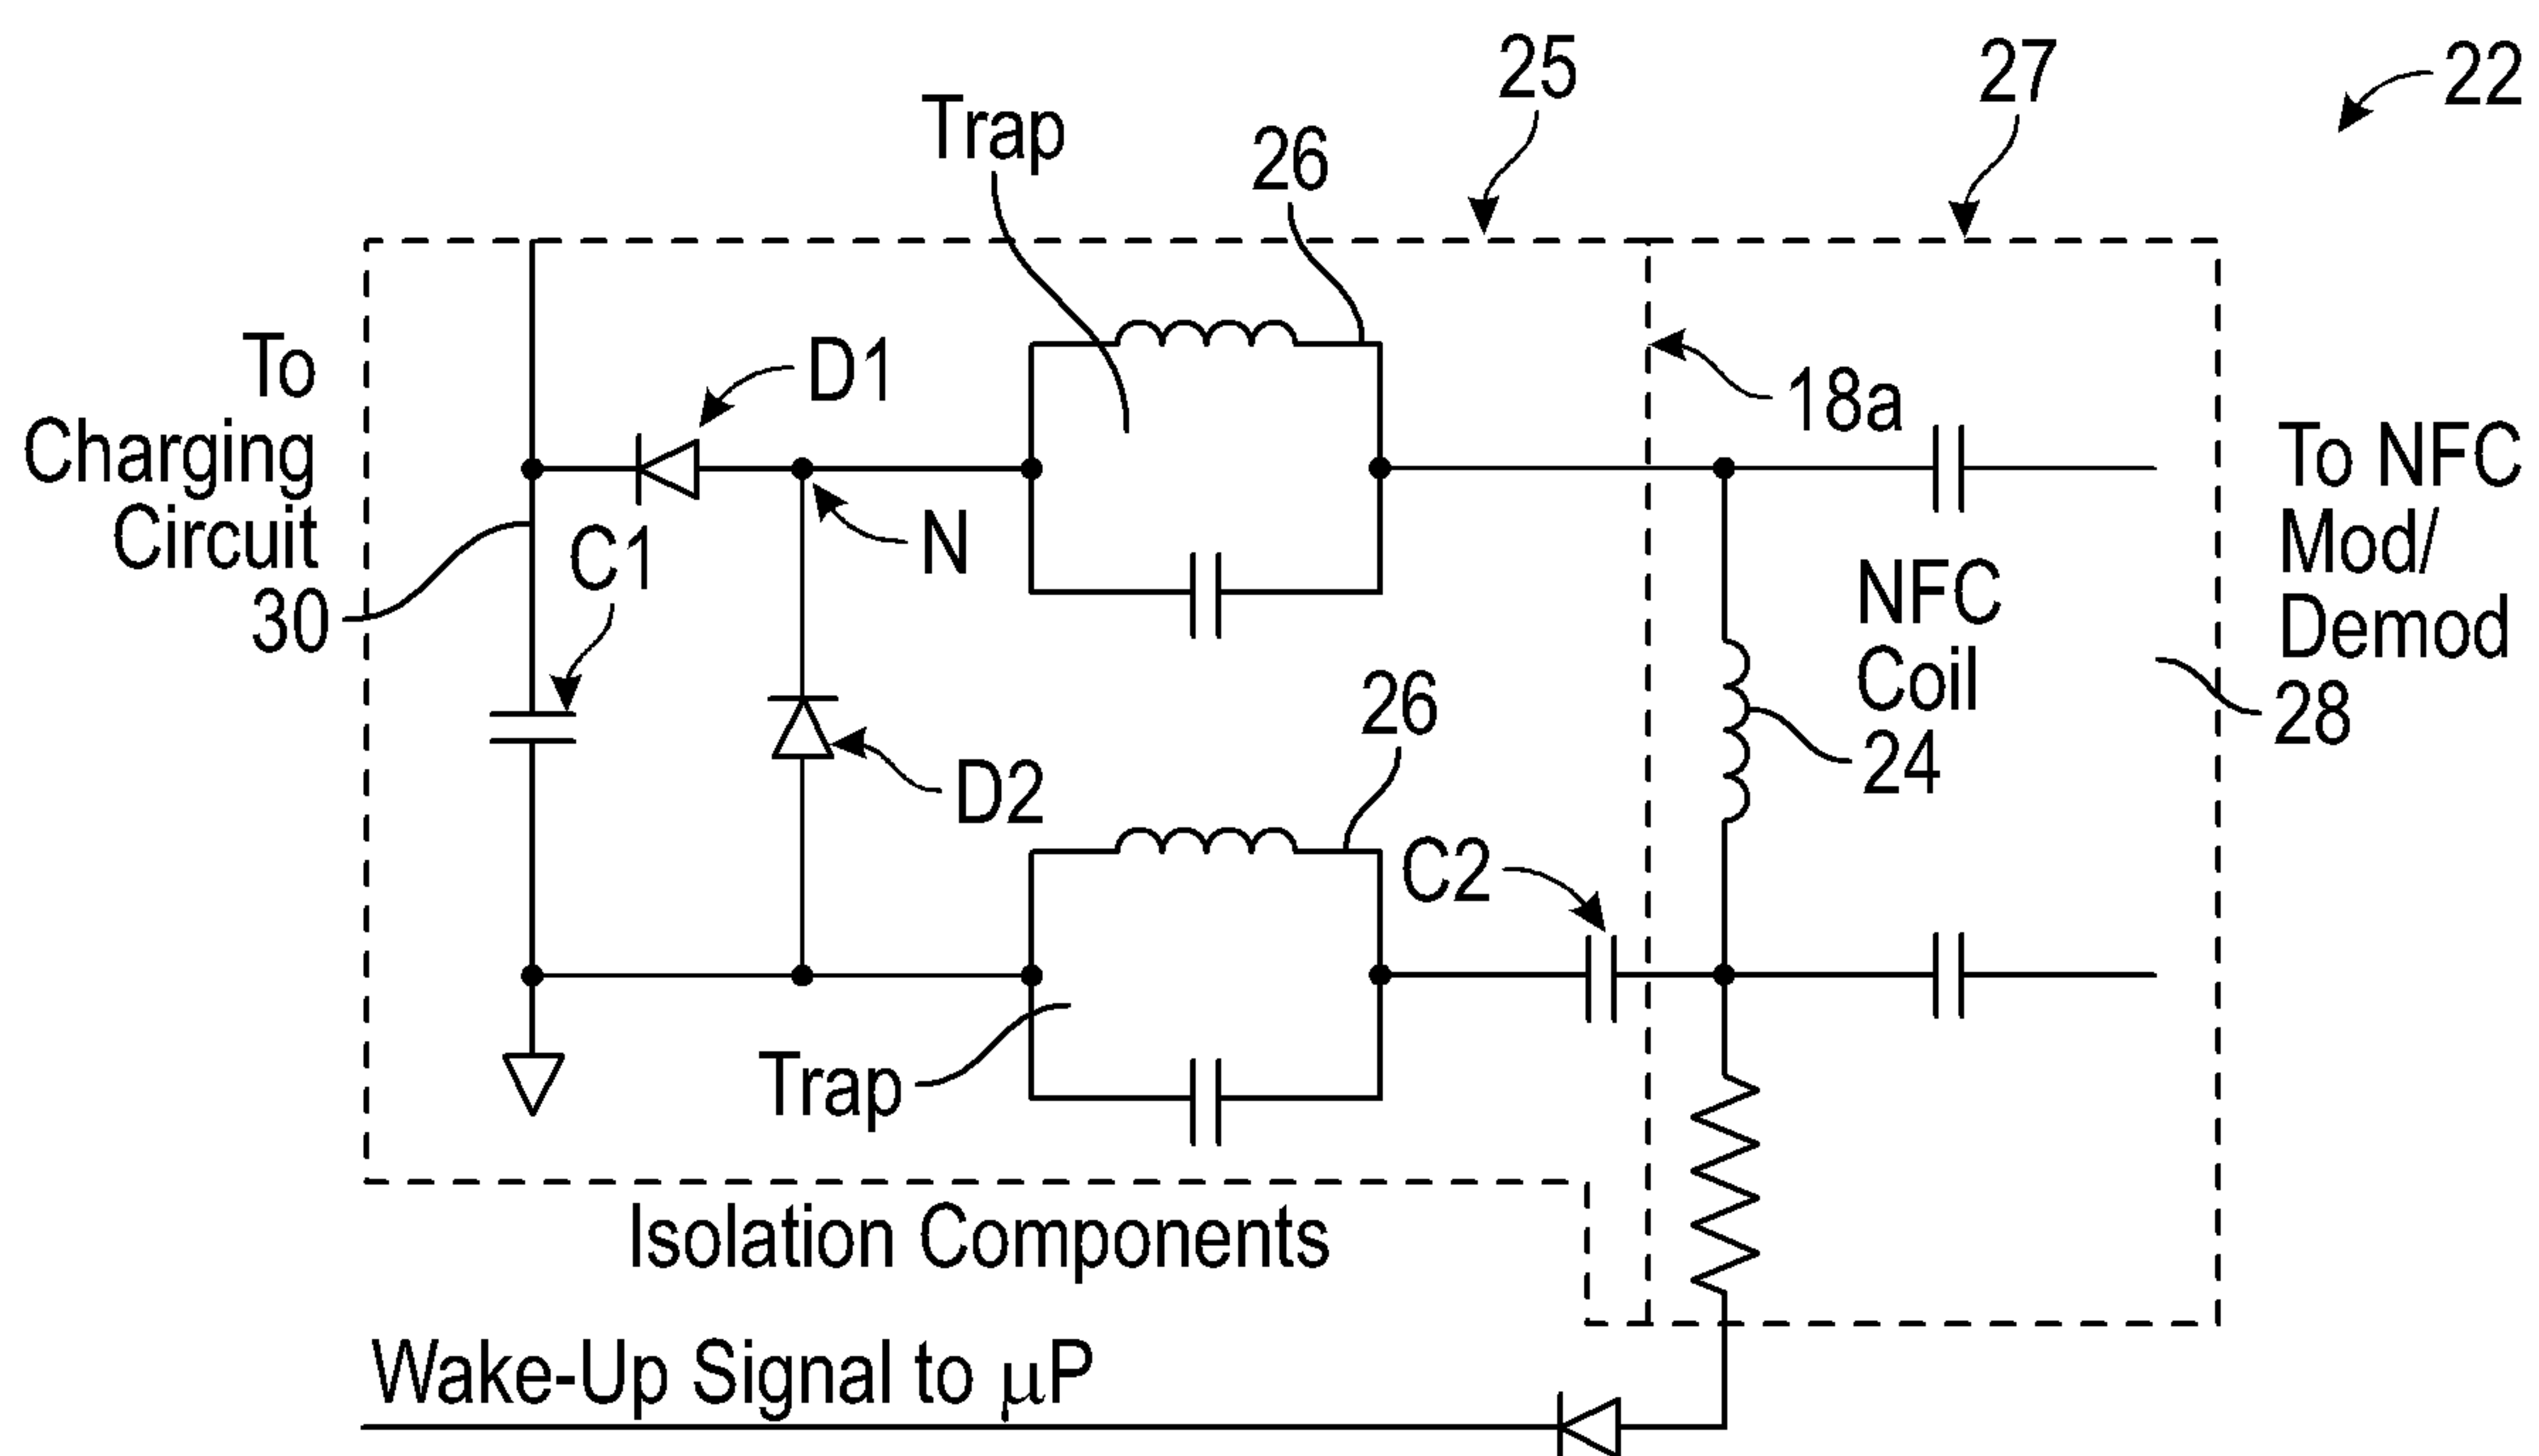 25
27
22
Trap
26
To
Charging
Circuit
30
D1
18a
C1
N
To NFC
Mod/
Demod
28
NFC
Coil
24
26
D2
C2
Trap
Isolation Components
Wake-Up Signal to µP